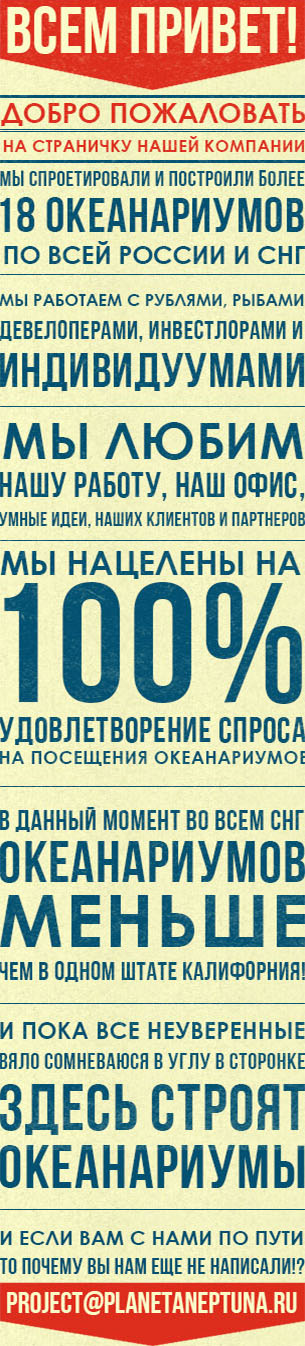 ВСЕМ ПРИВЕТ!
ДОБРО ПОЖАЛОВАТЬ
НА СТРАНИЧКУ НАШЕЙ КОМПАНИИ
МЫ СПРОЕТИРОВАЛИ И ПОСТРОИЛИ БОЛЕЕ
18 ОКЕАНАРИУМОВ
ПО ВСЕЙ РОССИИ И СНГ
МЫ РАБОТАЕМ С РУБЛЯМИ, РЫБАМИ
ДЕВЕЛОПЕРАМИ, ИНВЕСТЛОРАМИ И
ИНДИВИДУУМАМИ
МЫ ЛЮБИМ
НАШУ РАБОТУ, НАШ ОФИС,
УМНЫЕ ИДЕИ, НАШИХ КЛИЕНТОВ И ПАРТНЕРОВ
МЫ НАЦЕЛЕНЫ НА
100%
УДОВЛЕТВОРЕНИЕ СПРОСА
НА ПОСЕЩЕНИЯ ОКЕАНАРИУМОВ
В ДАННЫЙ МОМЕНТ ВО ВСЕМ СНГ
ОКЕАНАРИУМОВ
МЕНЬШЕ
ЧЕМ В ОДНОМ ШТАТЕ КАЛИФОРНИЯ!
И ПОКА ВСЕ НЕУВЕРЕННЫЕ
ВЯЛО СОМНЕВАЮСЯ В УГЛУ В СТОРОНКЕ
ЗДЕСЬ СТРОЯТ
ОКЕАНАРИУМЫ
И ЕСЛИ ВАМ С НАМИ ПО ПУТИ
ТО ПОЧЕМУ ВЫ НАМ ЕЩЕ НЕ НАПИСАЛИ!?
PROJECT@PLANETANEPTUNA.RU